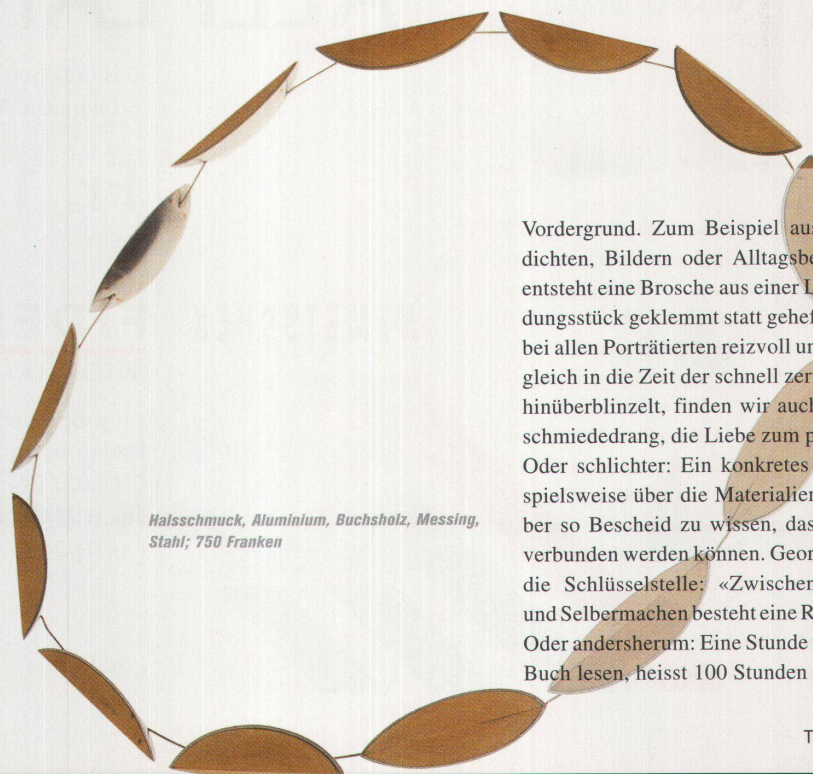 Halsschmuck, Aluminium, Buchsholz, Messing,
Stahl; 750 Franken
Vordergrund. Zum Beispiel aus
dichten, Bildern oder Alltagsbe
entsteht eine Brosche aus einer L
dungsstück geklemmt statt gehef
bei allen Porträtierten reizvoll un
gleich in die Zeit der schnell zer
hinüberblinzelt, finden wir auch
schmiededrang, die Liebe zum p
Oder schlichter: Ein konkretes
spielsweise über die Materialien
ber so Bescheid zu wissen, das
verbunden werden können. Geor
die Schlüsselstelle: «Zwischen
und Selbermachen besteht eine R
Oder andersherum: Eine Stunde
Buch lesen, heisst 100 Stunden
T